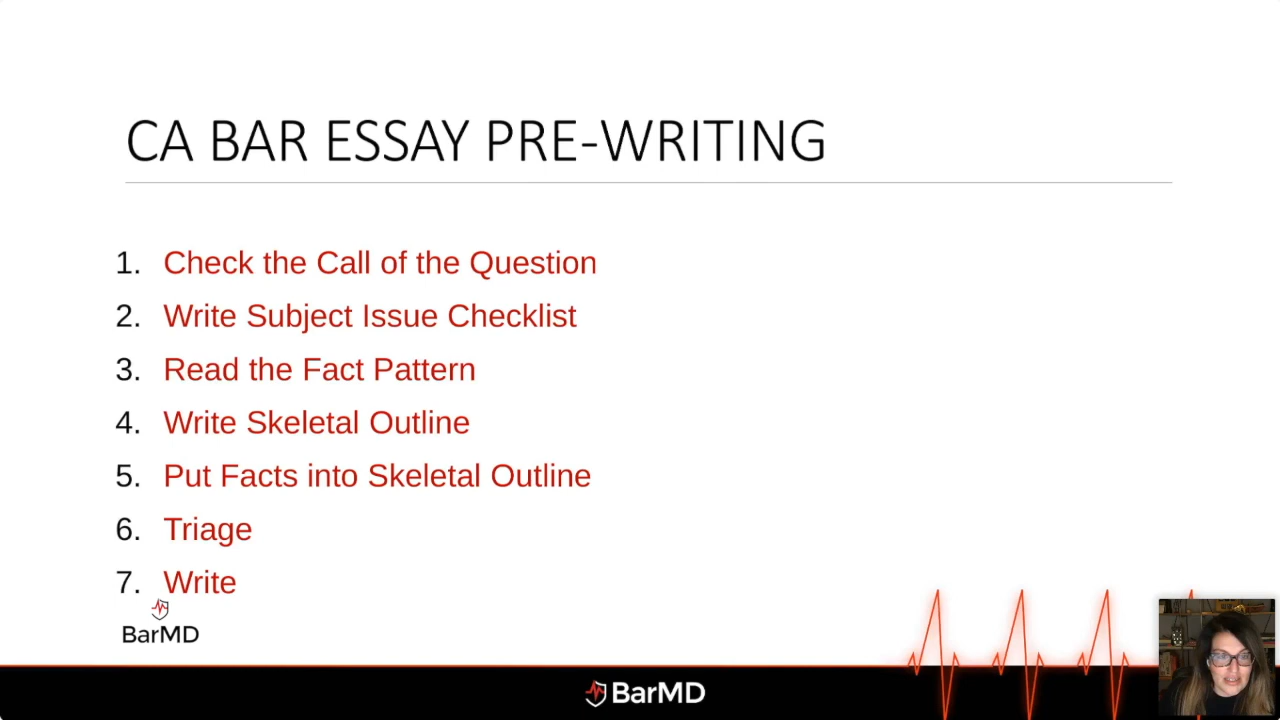 CA BAR ESSAY PRE-WRITING
1. Check the Call of the Question
2. Write Subject Issue Checklist
3. Read the Fact Pattern
4. Write Skeletal Outline
5. Put Facts into Skeletal Outline
6. Triage
7. Write
BarMD
BarMD